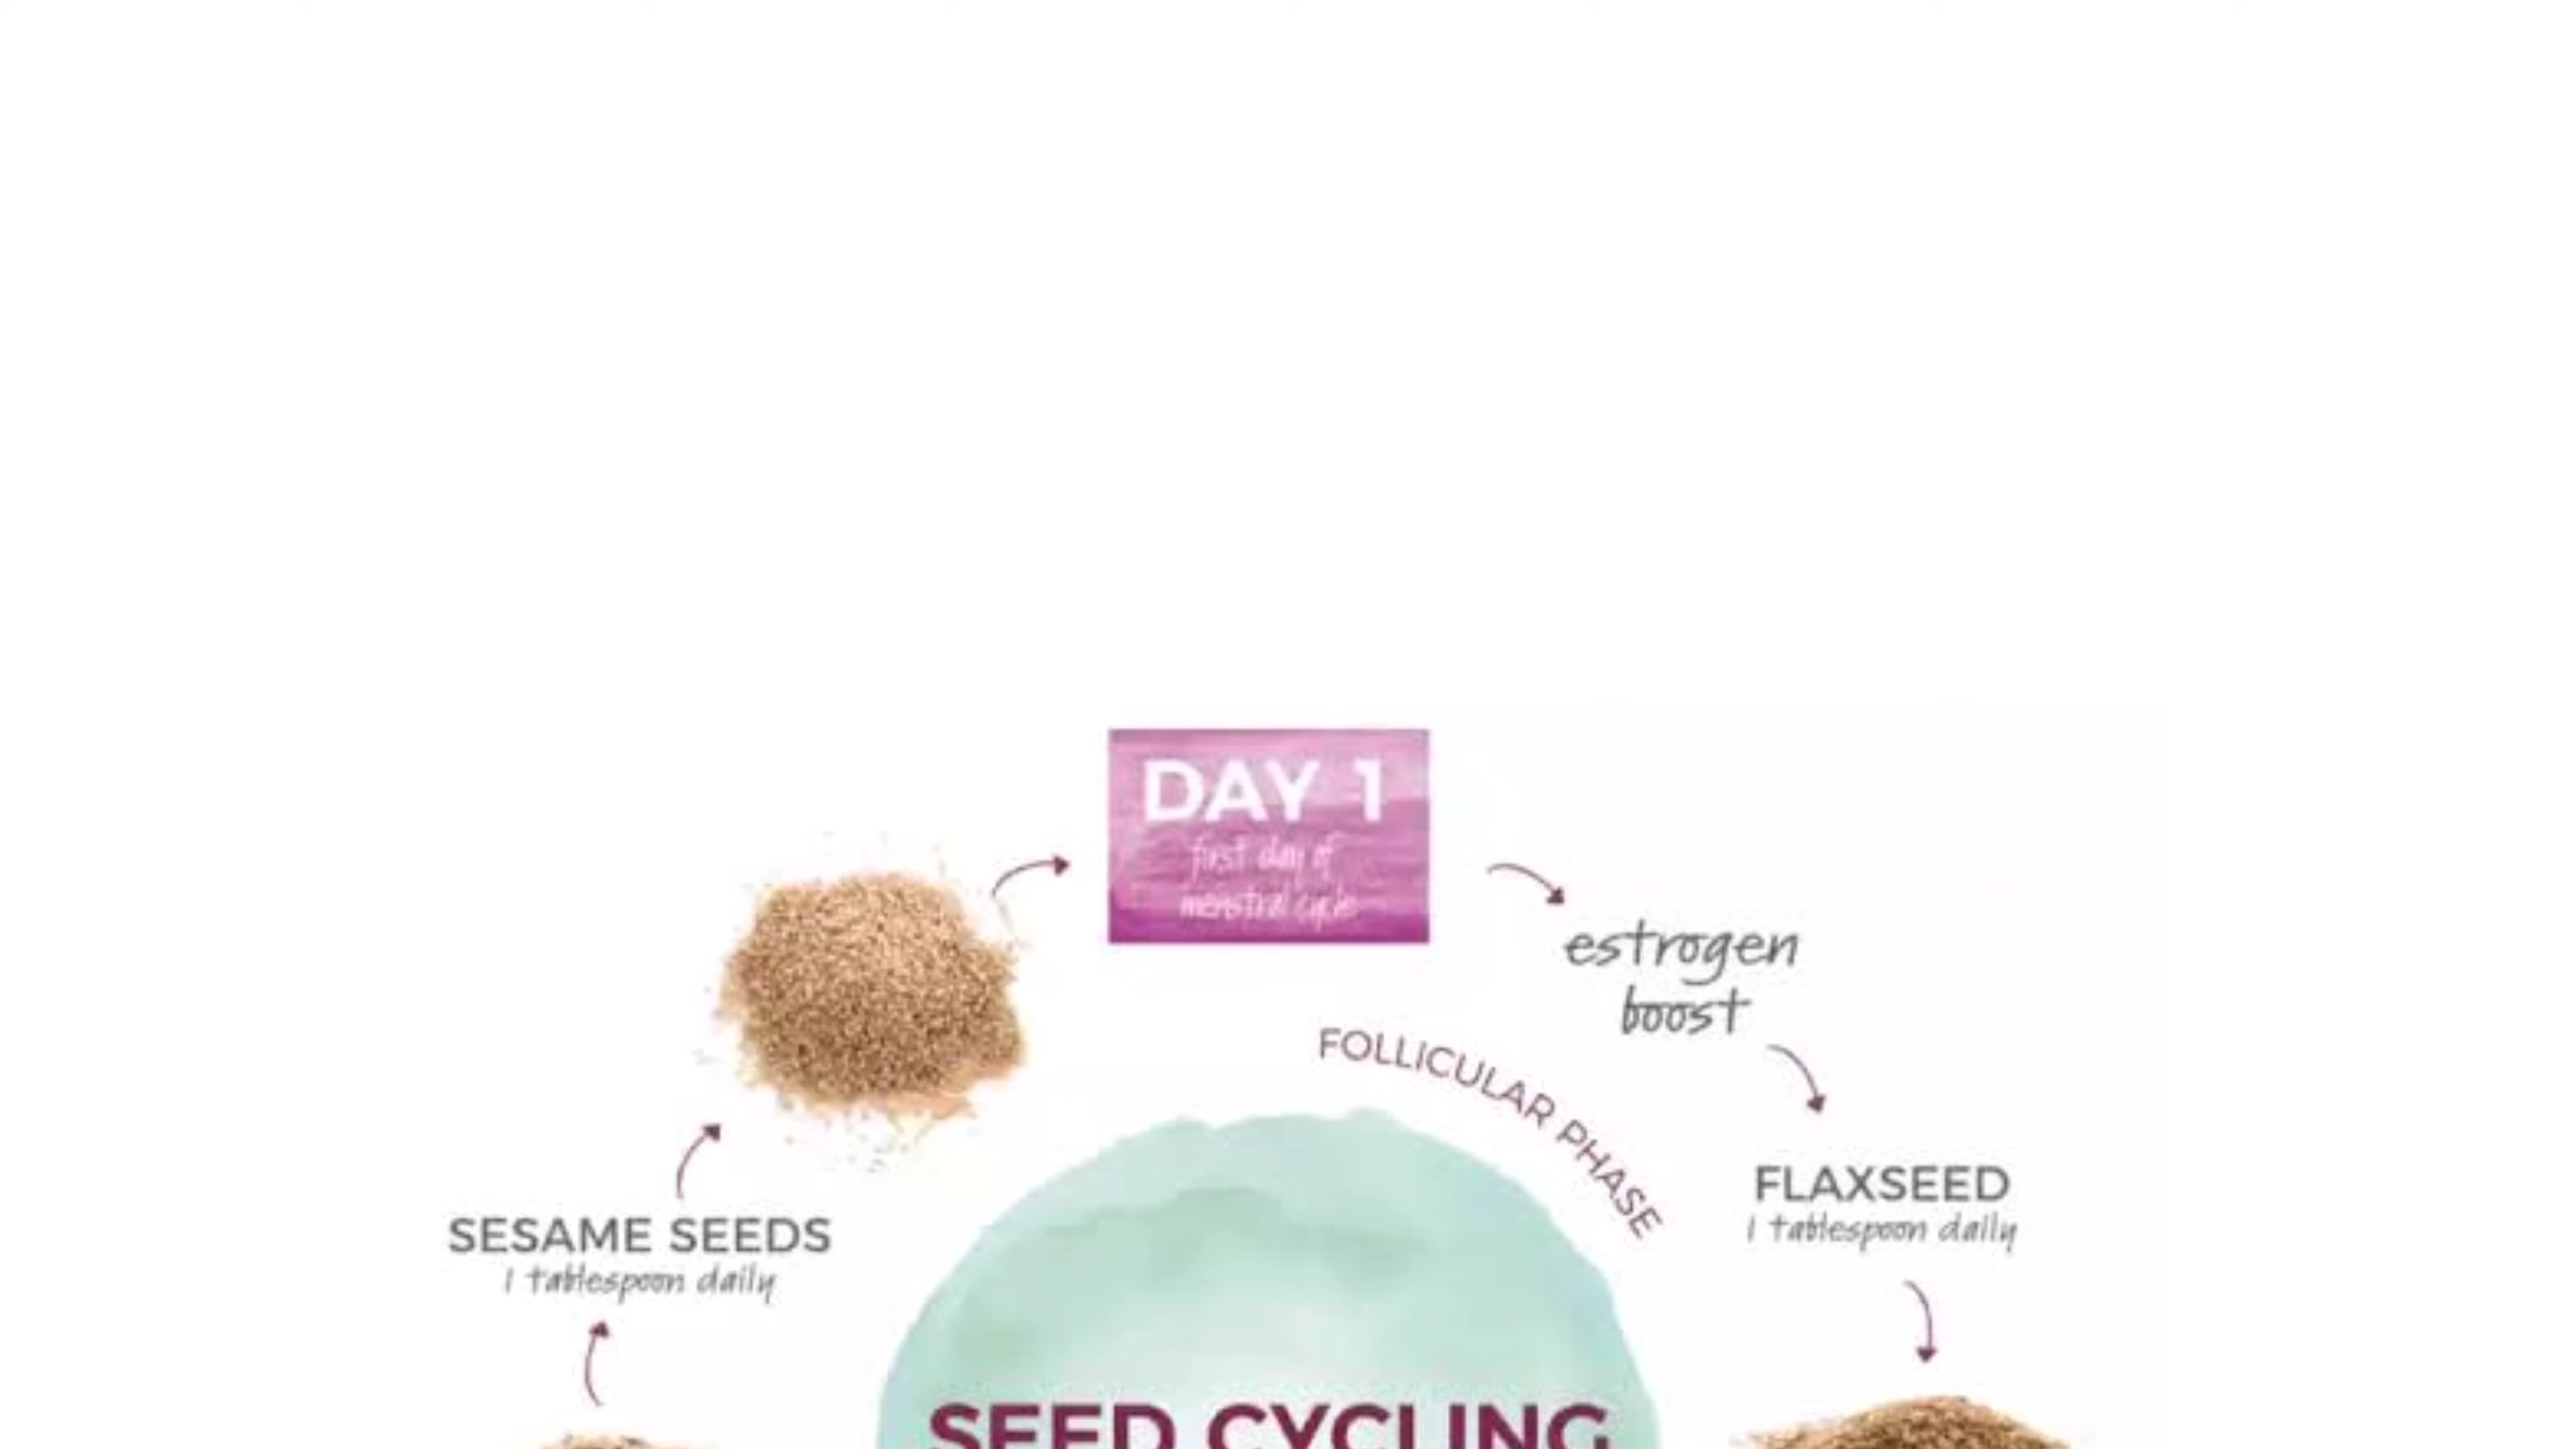 DAY 1
first day of
menstral cycle
estrogen
boost
FOLLICULAR PHASE
FLAXSEED
1 tablespoon daily
SESAME SEEDS
1 tablespoon daily
SEED CYCLING